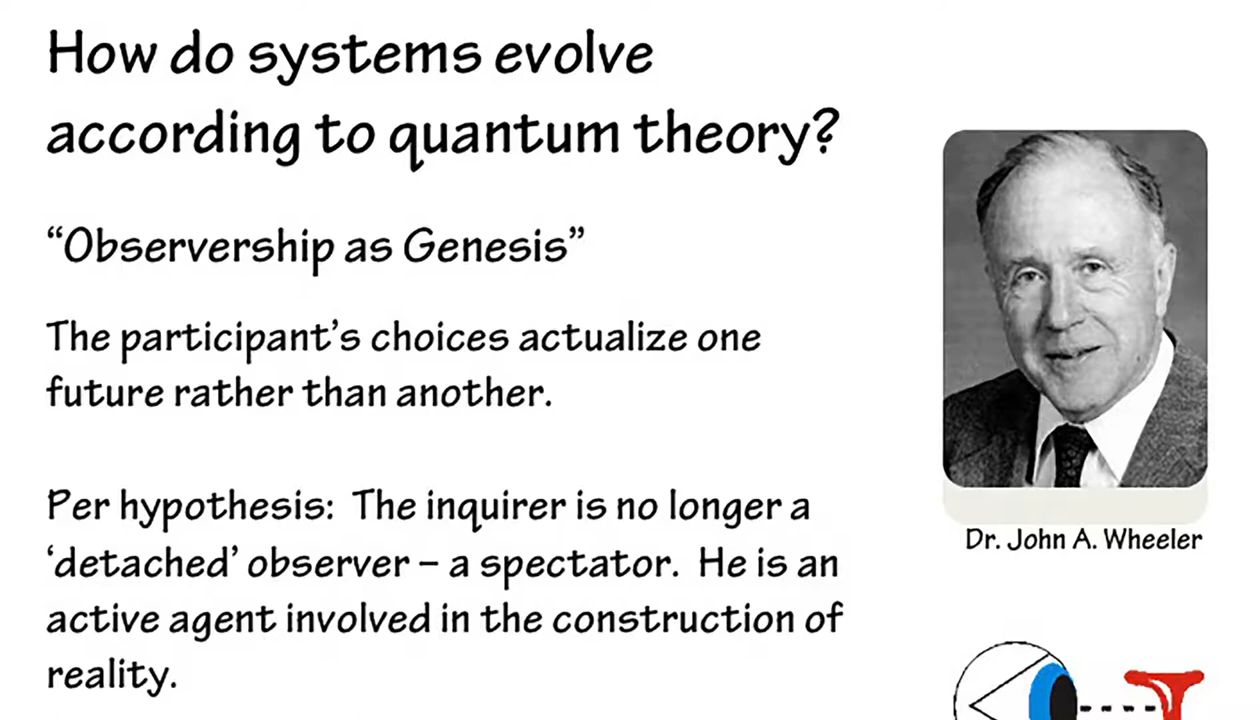 How do systems evolve
according to quantum theory?
“Observership as Genesis”
The participant’s choices actualize one
future rather than another.
Per hypothesis: The inquirer is no longer a
‘detached’ observer – a spectator. He is an
active agent involved in the construction of
reality.
Dr. John A. Wheeler